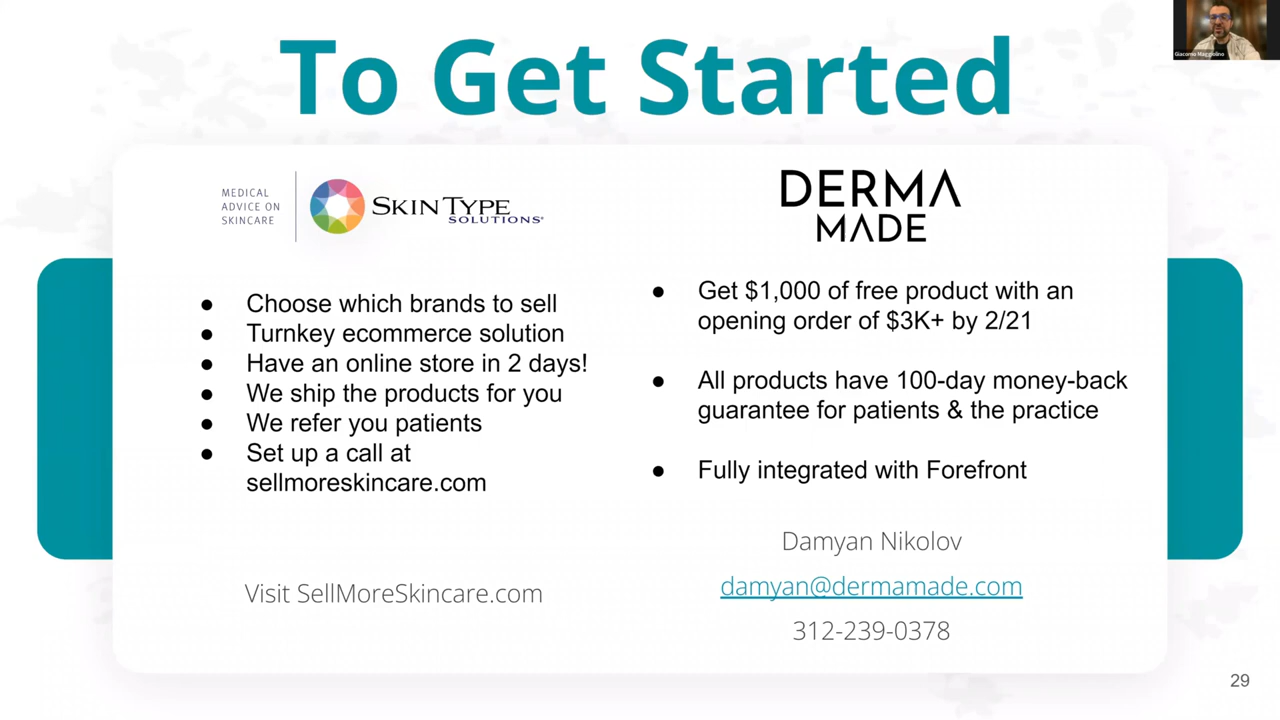 Giacomo Maggiolino
To Get Started
MEDICAL
ADVICE ON
SKINCARE
SKIN TYPE
SOLUTIONS®
● Choose which brands to sell
● Turnkey ecommerce solution
● Have an online store in 2 days!
● We ship the products for you
● We refer you patients
● Set up a call at
sellmoreskincare.com
Visit SellMoreSkincare.com
DERMA
MADE
● Get $1,000 of free product with an
opening order of $3K+ by 2/21
● All products have 100-day money-back
guarantee for patients & the practice
● Fully integrated with Forefront
Damyan Nikolov
damyan@dermamade.com
312-239-0378
29